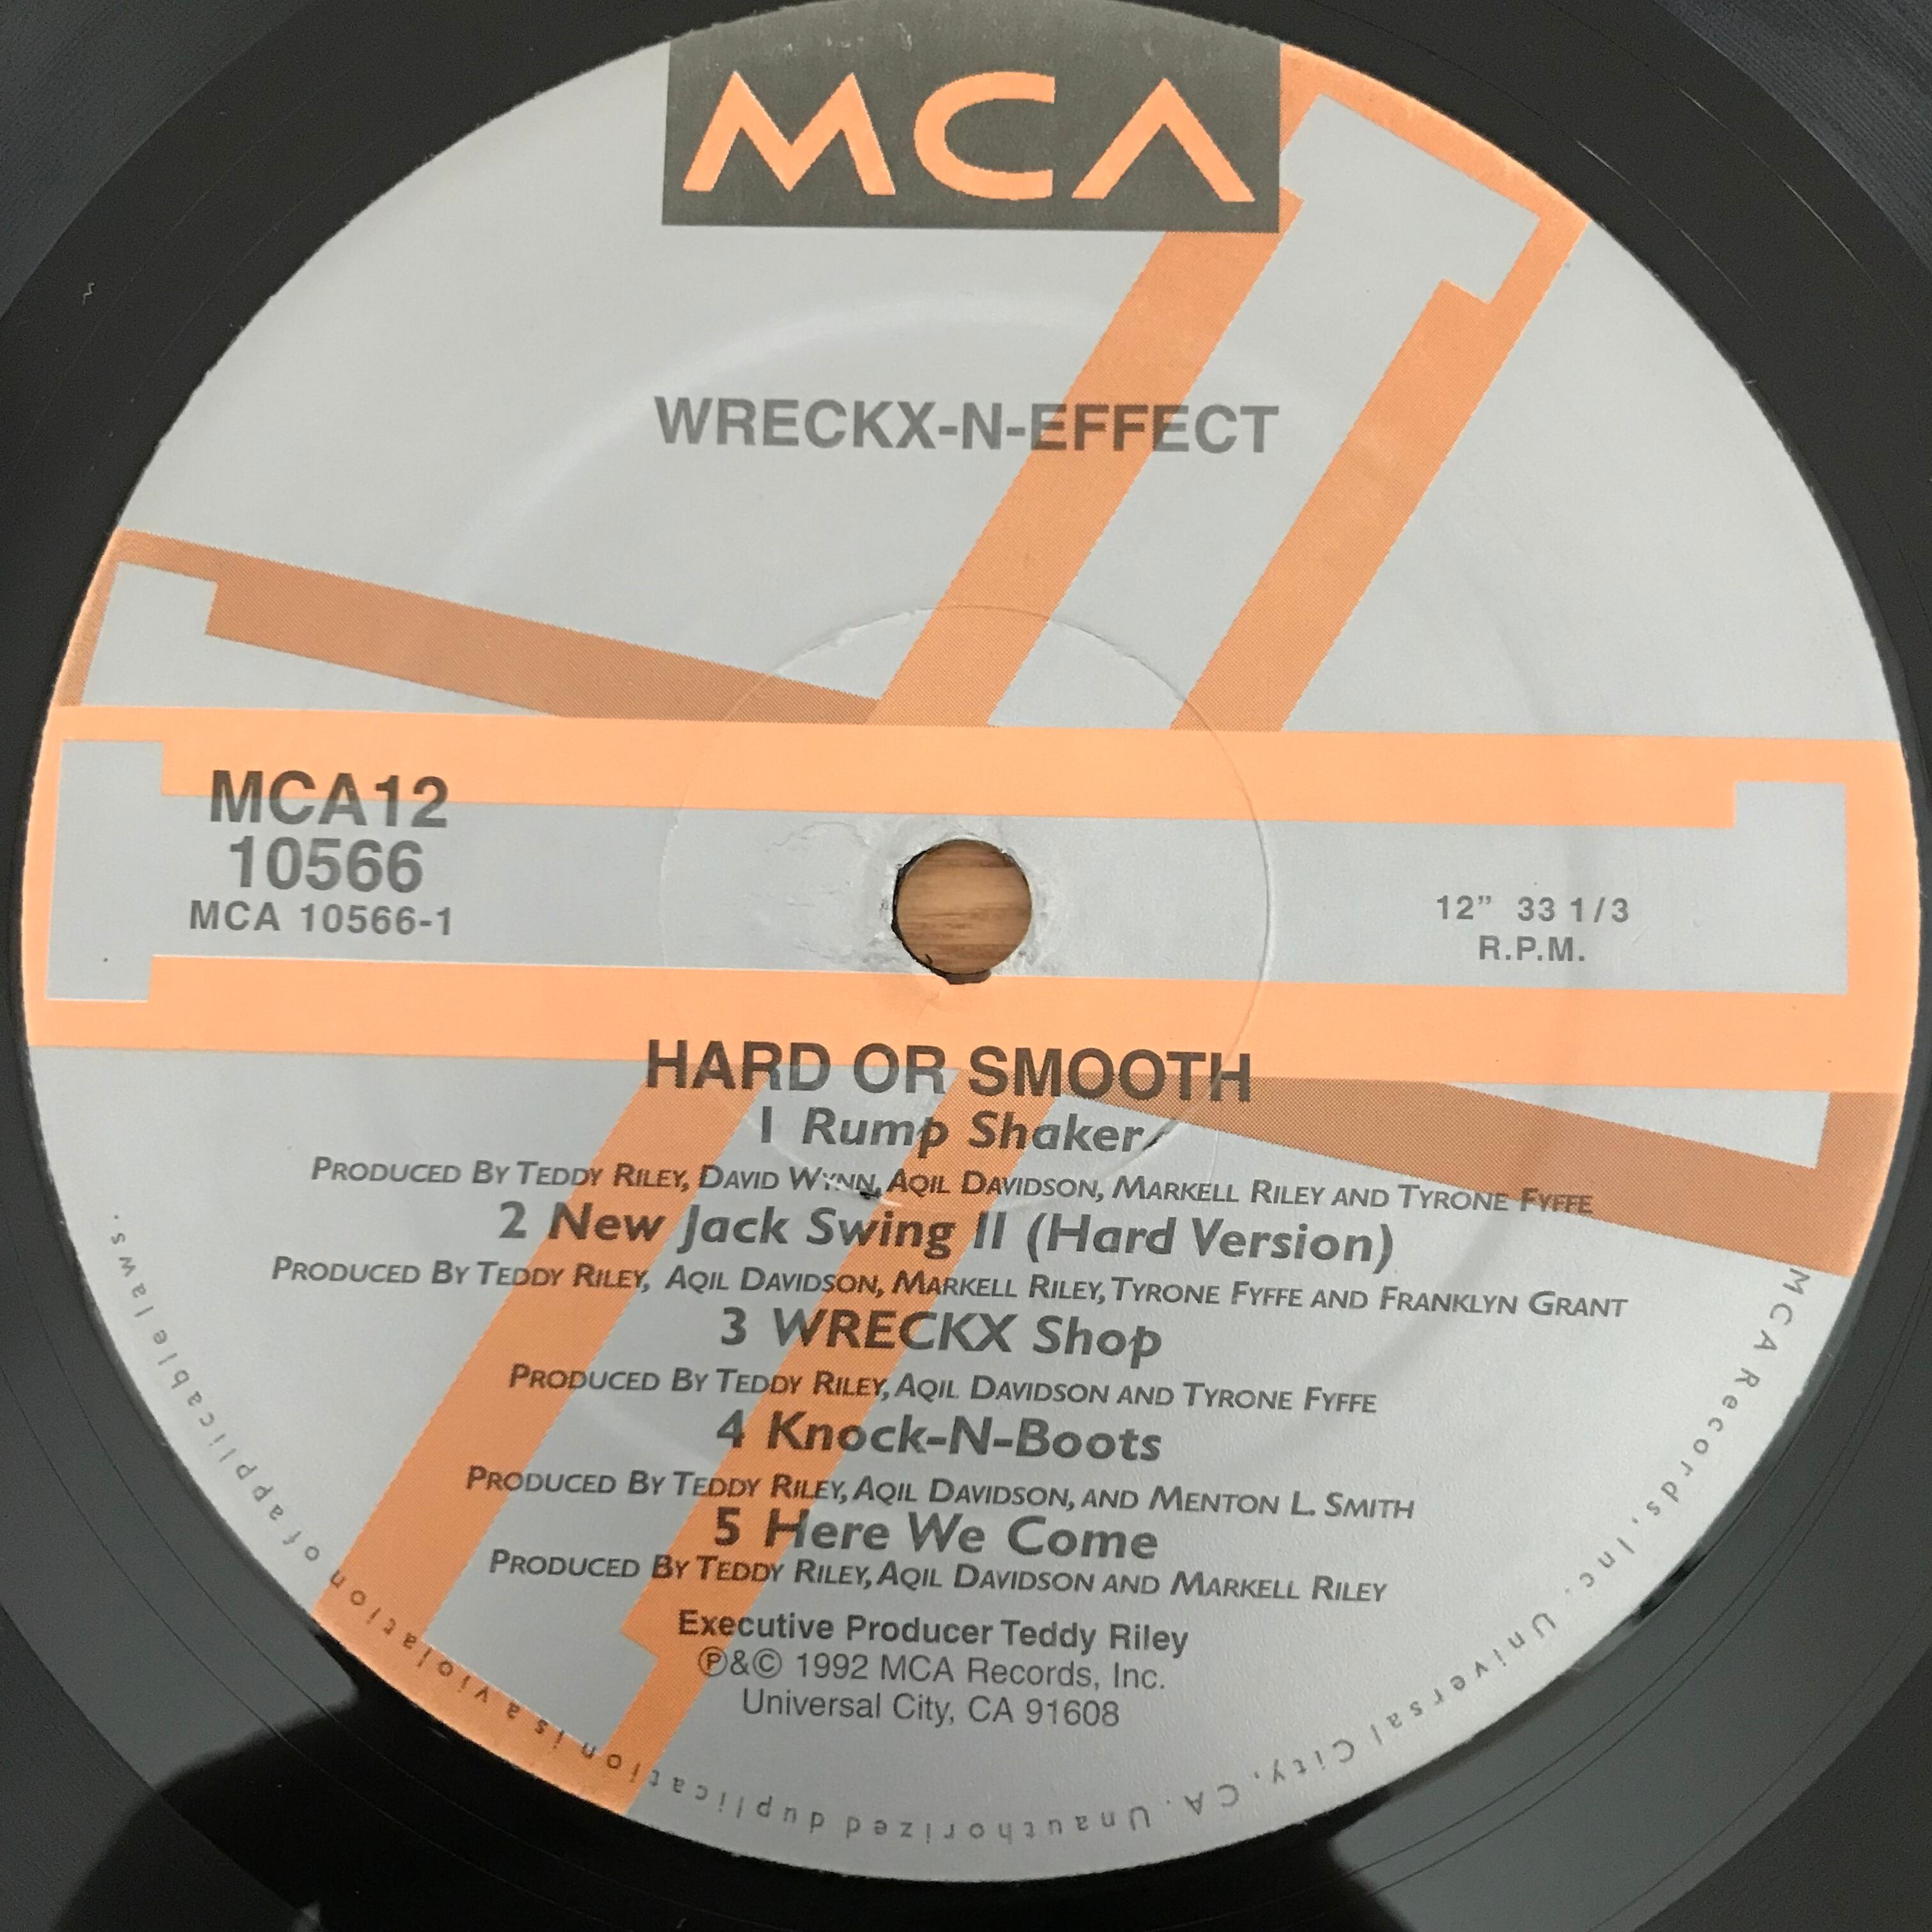 MCA
WRECKX-N-EFFECT
MCA12
10566
MCA 10566-1
12” 33 1/3
R.P.M.
HARD OR SMOOTH
1 Rump Shaker
PRODUCED BY TEDDY RILEY, DAVID WYNN, AQIL DAVIDSON, MARKELL RILEY AND TYRONE FYFFE
2 New Jack Swing II (Hard Version)
PRODUCED BY TEDDY RILEY, AQIL DAVIDSON, MARKELL RILEY, TYRONE FYFFE AND FRANKLYN GRANT
3 WRECKX Shop
PRODUCED BY TEDDY RILEY, AQIL DAVIDSON AND TYRONE FYFFE
4 Knock-N-Boots
PRODUCED BY TEDDY RILEY, AQIL DAVIDSON, AND MENTON L. SMITH
5 Here We Come
PRODUCED BY TEDDY RILEY, AQIL DAVIDSON AND MARKELL RILEY
Executive Producer Teddy Riley
℗&© 1992 MCA Records, Inc.
Universal City, CA 91608
MCA Records, Inc. Universal City, CA. Unauthorized duplication is a violation of applicable laws.